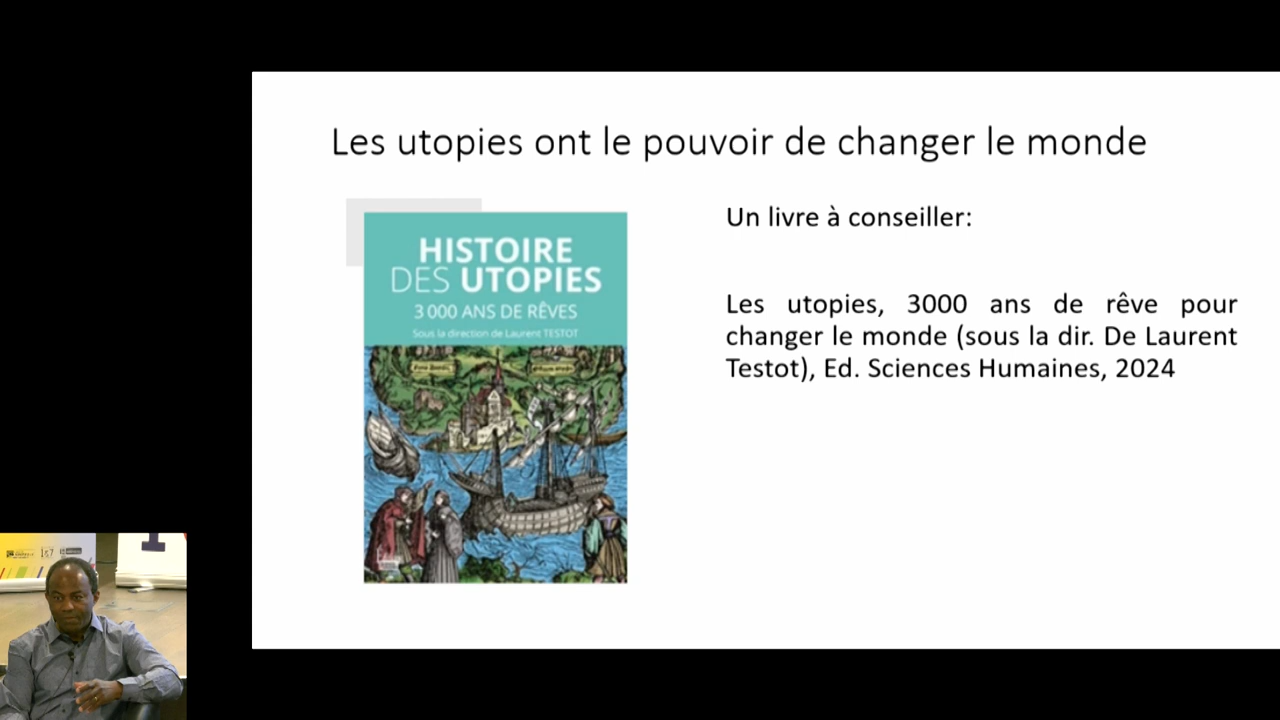 Les utopies ont le pouvoir de changer le monde
HISTOIRE
DES UTOPIES
3 000 ANS DE RÊVES
Sous la direction de Laurent TESTOT
Un livre à conseiller:
Les utopies, 3000 ans de rêve pour
changer le monde (sous la dir. De Laurent
Testot), Ed. Sciences Humaines, 2024